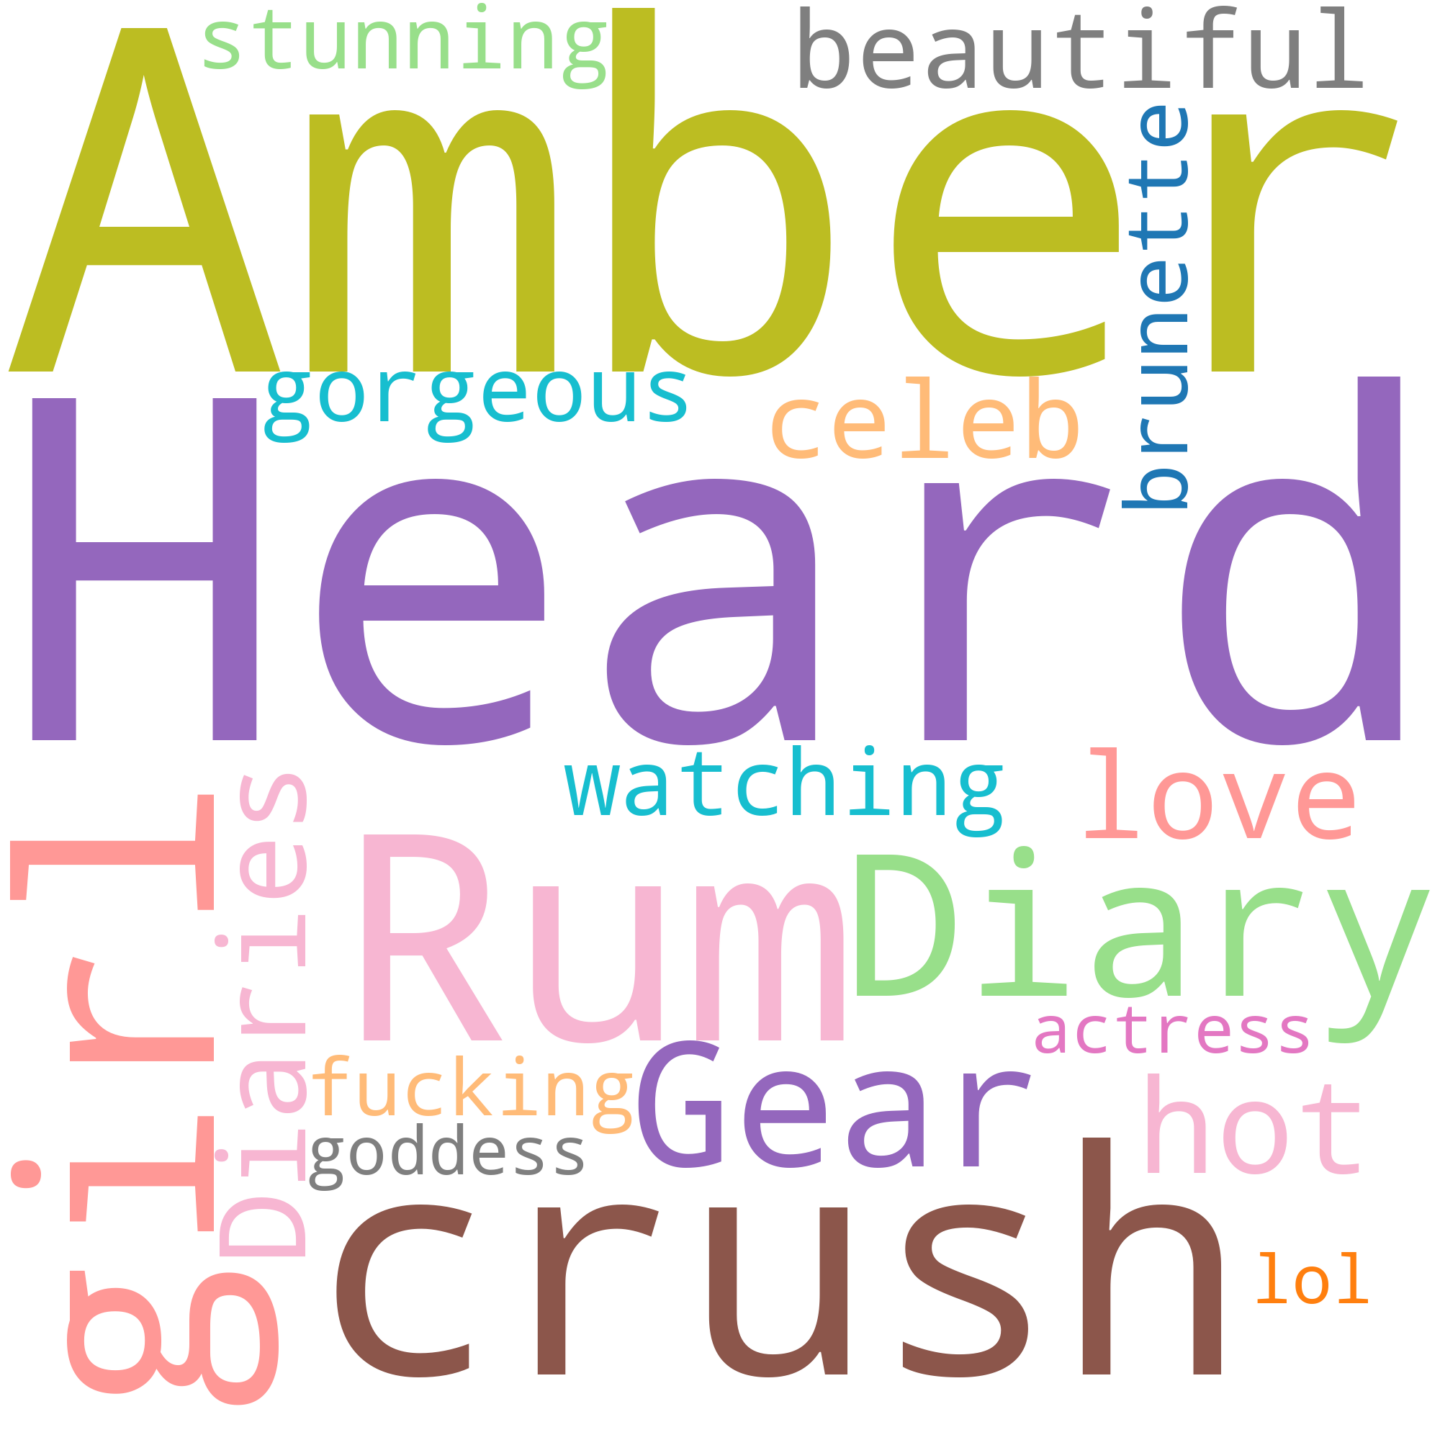 stunning
beautiful
Amber
brunette
gorgeous
celeb
Heard
watching
love
girl
Diaries
Rum
Diary
actress
fucking
Gear
hot
goddess
crush
lol